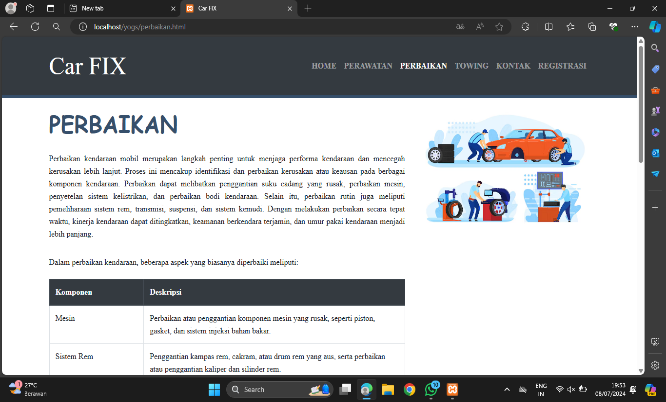 New tab
Car FIX
localhost/yogs/perbaikan.html
Car FIX
HOME PERAWATAN PERBAIKAN TOWING KONTAK REGISTRASI
PERBAIKAN
Perbaikan kendaraan mobil merupakan langkah penting untuk menjaga performa kendaraan dan mencegah
kerusakan lebih lanjut. Proses ini mencakup identifikasi dan perbaikan kerusakan atau keausan pada berbagai
komponen kendaraan. Perbaikan dapat melibatkan penggantian suku cadang yang rusak, perbaikan mesin,
penyetelan sistem kelistrikan, dan perbaikan bodi kendaraan. Selain itu, perbaikan rutin juga meliputi
pemeliharaan sistem rem, transmisi, suspensi, dan sistem kemudi. Dengan melakukan perbaikan secara tepat
waktu, kinerja kendaraan dapat ditingkatkan, keamanan berkendara terjamin, dan umur pakai kendaraan menjadi
lebih panjang.
Dalam perbaikan kendaraan, beberapa aspek yang biasanya diperbaiki meliputi:
Komponen Deskripsi
Mesin Perbaikan atau penggantian komponen mesin yang rusak, seperti piston,
gasket, dan sistem injeksi bahan bakar.
Sistem Rem Penggantian kampas rem, cakram, atau drum rem yang aus, serta perbaikan
atau penggantian kaliper dan silinder rem.
27°C
Berawan
Search
ENG
IN
19:53
08/07/2024